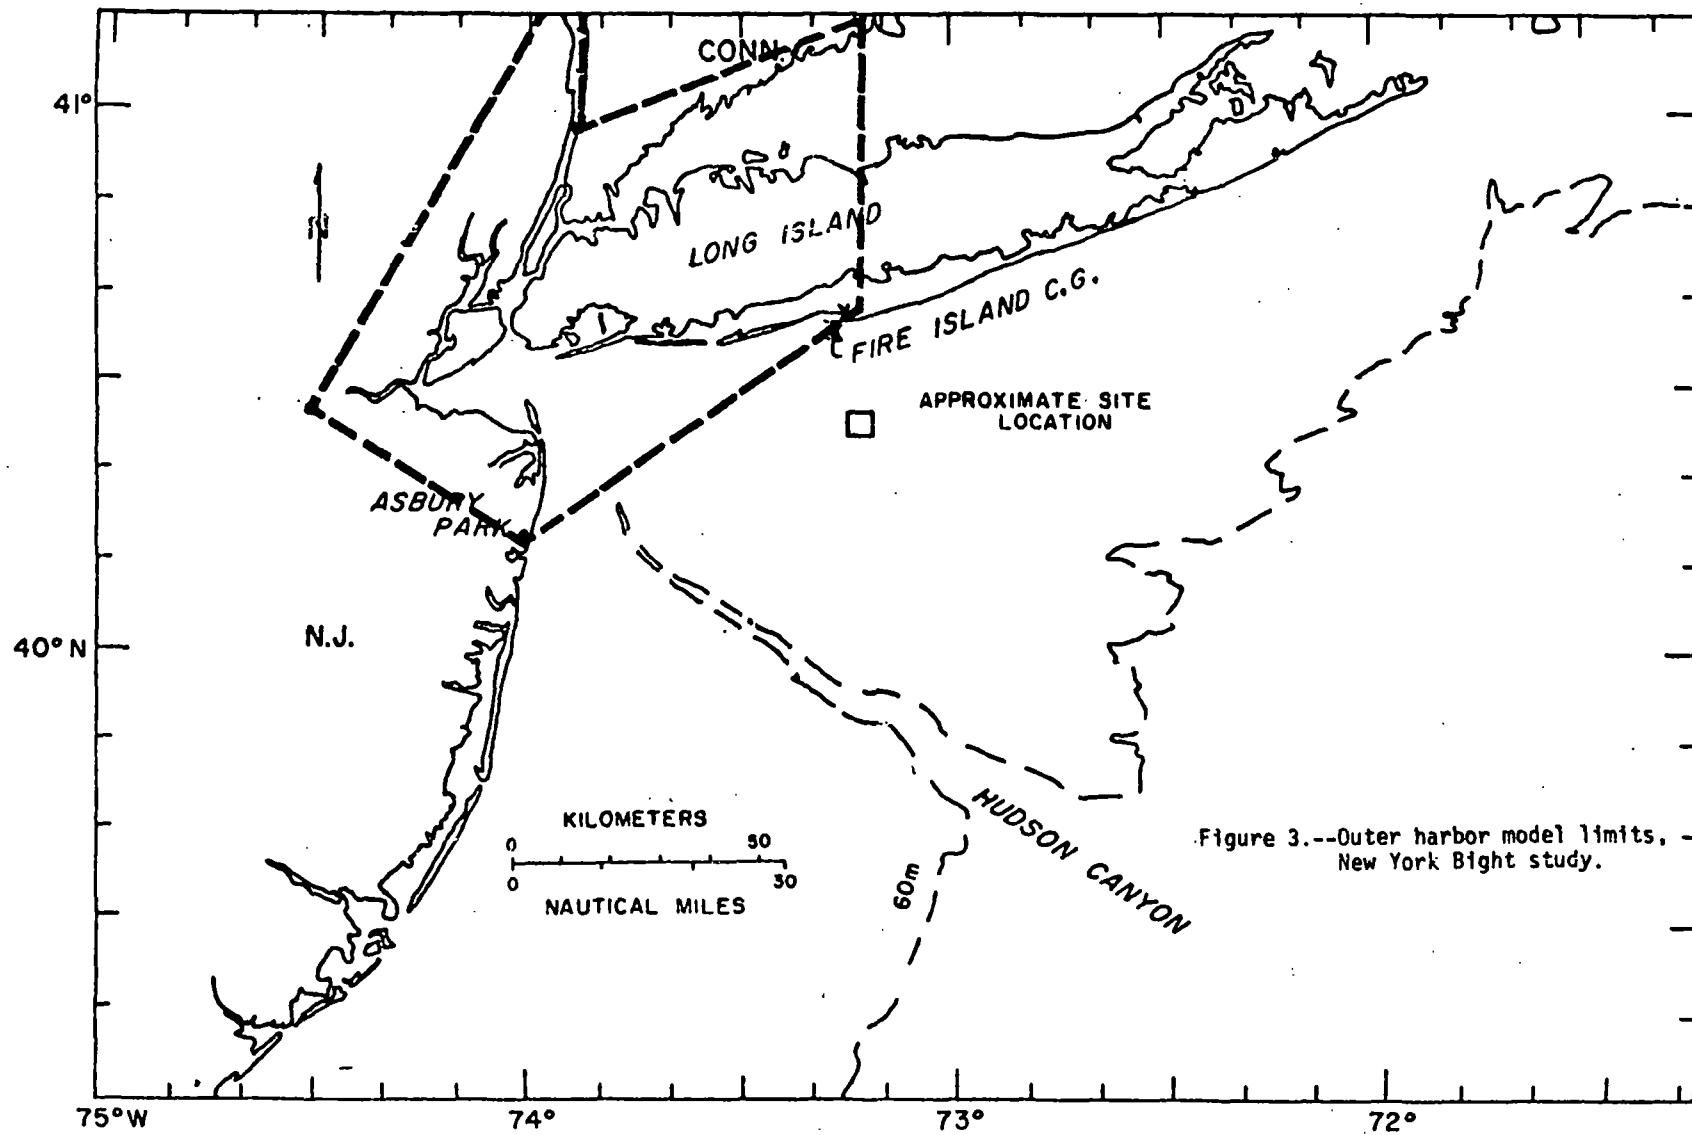 CONN.
41°
LONG ISLAND
FIRE ISLAND C.G.
APPROXIMATE SITE
LOCATION
ASBURY
PARK
40° N
N.J.
HUDSON CANYON
KILOMETERS
0 50
0 30
NAUTICAL MILES
60m
Figure 3.--Outer harbor model limits,
New York Bight study.
75° W 74° 73° 72°